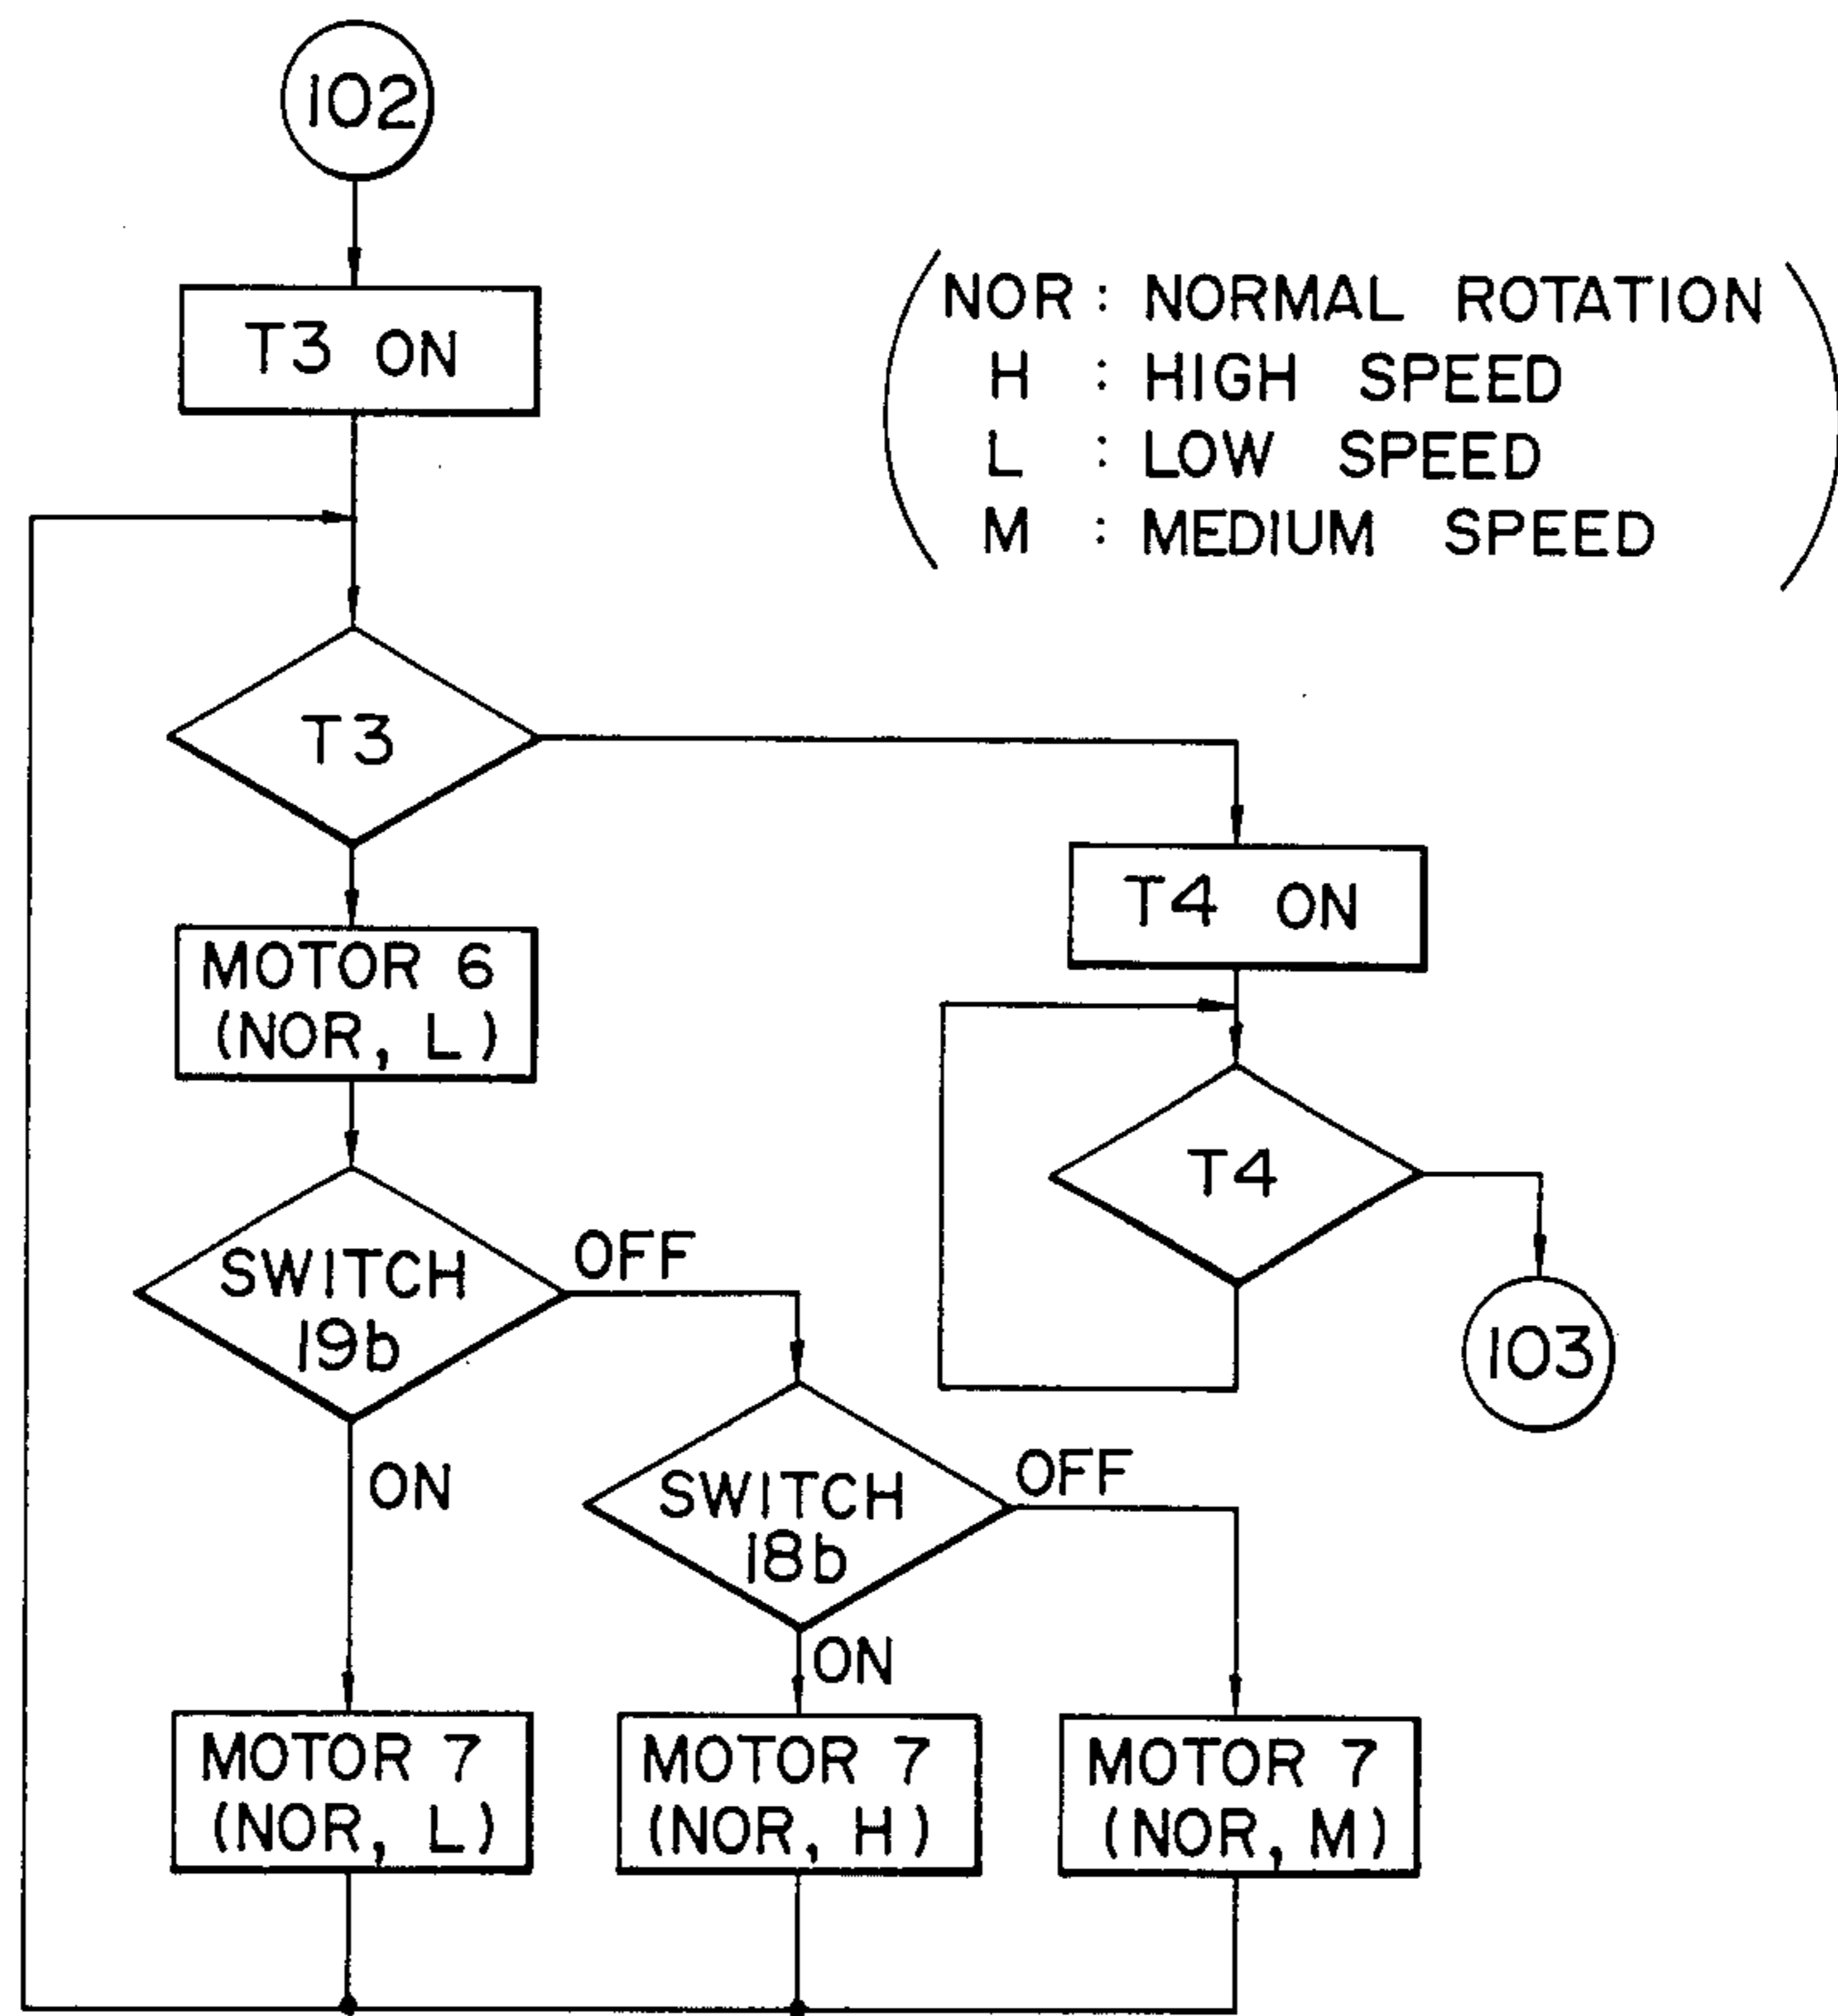 102
T3 ON
NOR : NORMAL ROTATION
H : HIGH SPEED
L : LOW SPEED
M : MEDIUM SPEED
T3
T4 ON
MOTOR 6
(NOR, L)
T4
SWITCH
19b
OFF
ON
103
SWITCH
18b
OFF
ON
MOTOR 7
(NOR, L)
MOTOR 7
(NOR, H)
MOTOR 7
(NOR, M)